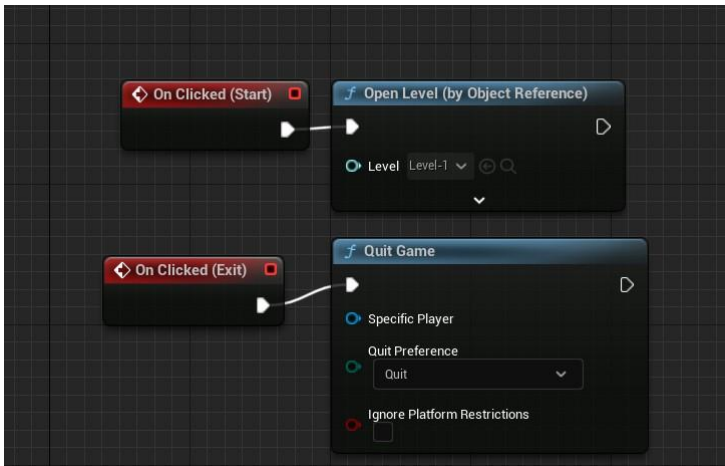 On Clicked (Start)
f Open Level (by Object Reference)
Level Level-1
On Clicked (Exit)
f Quit Game
Specific Player
Quit Preference
Quit
Ignore Platform Restrictions